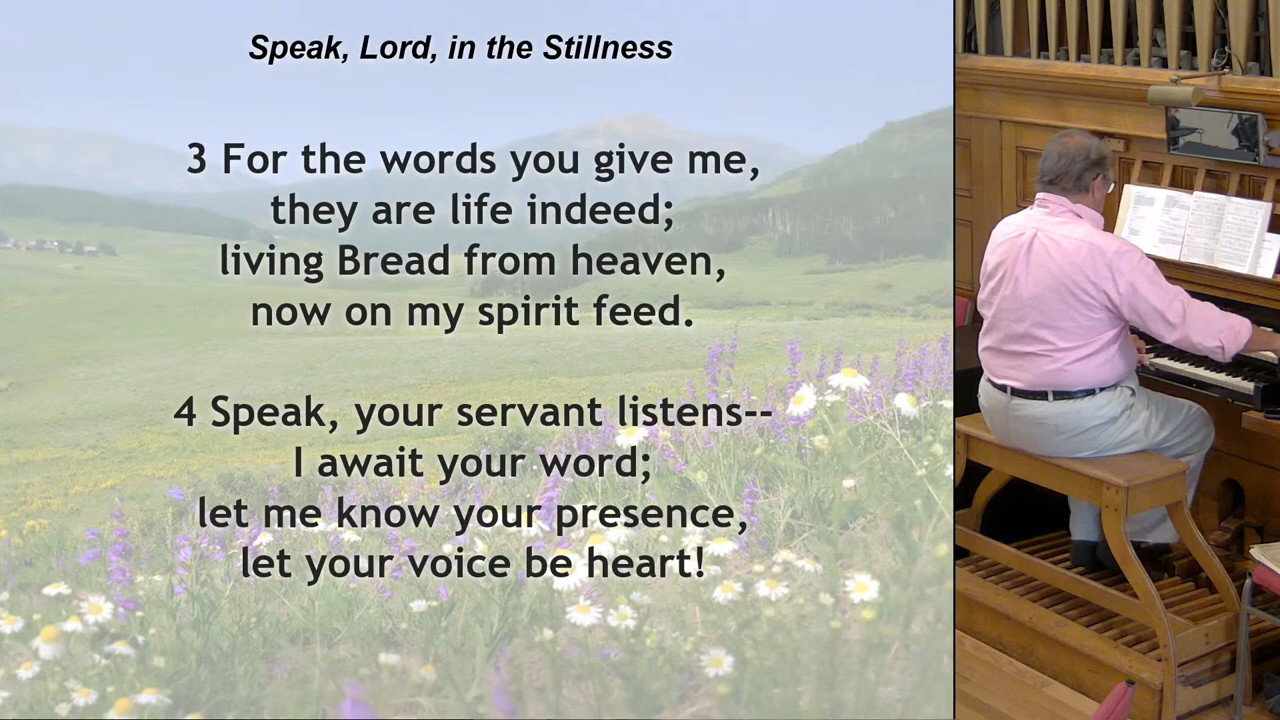 Speak, Lord, in the Stillness
3 For the words you give me,
they are life indeed;
living Bread from heaven,
now on my spirit feed.
4 Speak, your servant listens--
I await your word;
let me know your presence,
let your voice be heart!